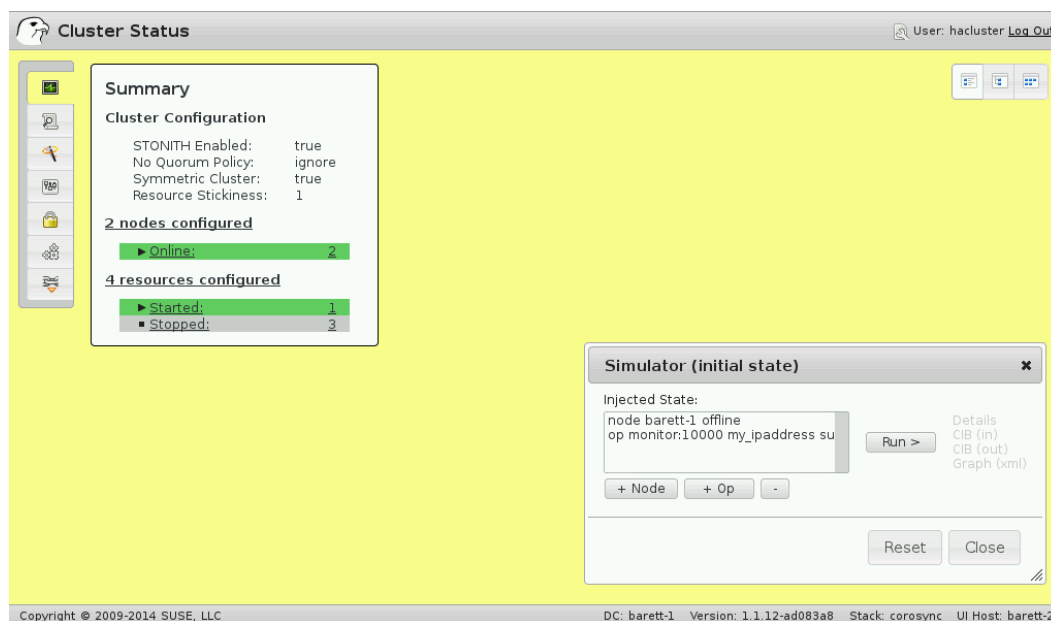 Cluster Status
User: hacluster Log Out
Summary
Cluster Configuration
STONITH Enabled: true
No Quorum Policy: ignore
Symmetric Cluster: true
Resource Stickiness: 1
2 nodes configured
Online: 2
4 resources configured
Started: 1
Stopped: 3
Simulator (initial state)
Injected State:
node barett-1 offline
op monitor:10000 my_ipaddress su
Run >
Details
CIB (in)
CIB (out)
Graph (xml)
+ Node + Op -
Reset Close
Copyright © 2009-2014 SUSE, LLC
DC: barett-1 Version: 1.1.12-ad083a8 Stack: corosync UI Host: barett-2